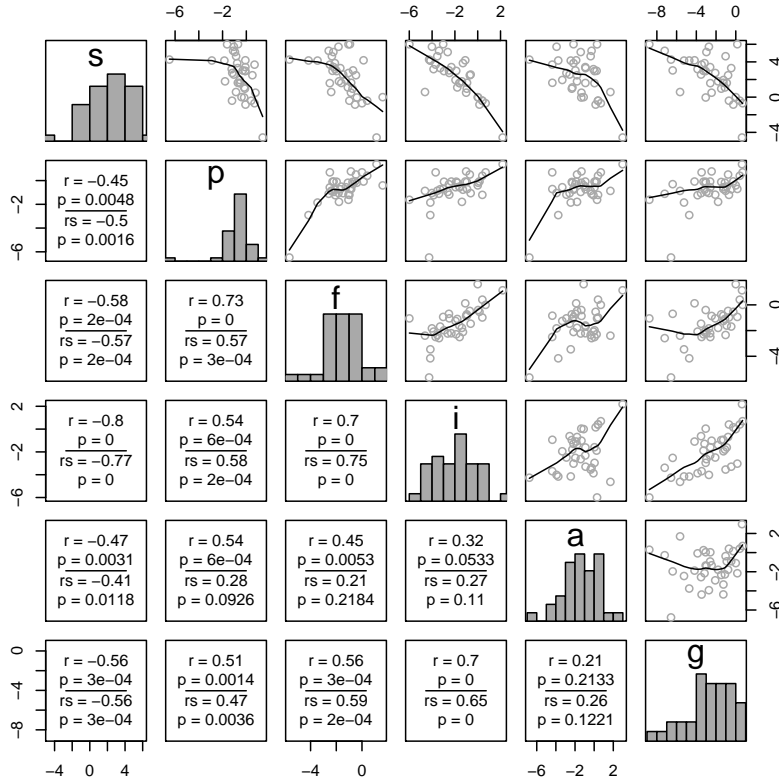 −6 −2
−6 −2 2
−8 −4 0
s
−4 0 4
−6 −2
r = −0.45
p = 0.0048
rs = −0.5
p = 0.0016
p
r = −0.58
p = 2e−04
rs = −0.57
p = 2e−04
r = 0.73
p = 0
rs = 0.57
p = 3e−04
f
−4 0
−6 −2 2
r = −0.8
p = 0
rs = −0.77
p = 0
r = 0.54
p = 6e−04
rs = 0.58
p = 2e−04
r = 0.7
p = 0
rs = 0.75
p = 0
i
r = −0.47
p = 0.0031
rs = −0.41
p = 0.0118
r = 0.54
p = 6e−04
rs = 0.28
p = 0.0926
r = 0.45
p = 0.0053
rs = 0.21
p = 0.2184
r = 0.32
p = 0.0533
rs = 0.27
p = 0.11
a
−6 −2 2
−8 −4 0
r = −0.56
p = 3e−04
rs = −0.56
p = 3e−04
r = 0.51
p = 0.0014
rs = 0.47
p = 0.0036
r = 0.56
p = 3e−04
rs = 0.59
p = 2e−04
r = 0.7
p = 0
rs = 0.65
p = 0
r = 0.21
p = 0.2133
rs = 0.26
p = 0.1221
g
−4 0 4
−4 0
−6 −2 2